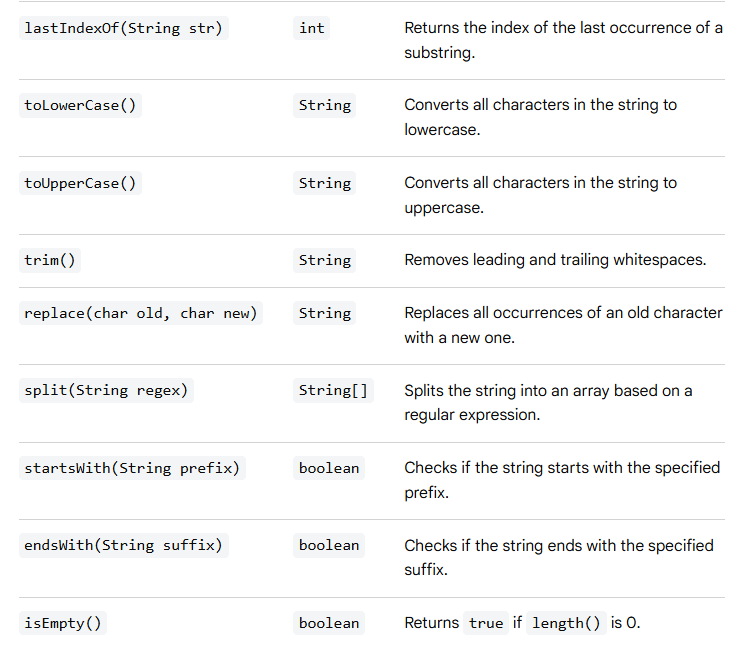 lastIndexOf(String str) int Returns the index of the last occurrence of a
substring.
toLowerCase() String Converts all characters in the string to
lowercase.
toUpperCase() String Converts all characters in the string to
uppercase.
trim() String Removes leading and trailing whitespaces.
replace(char old, char new) String Replaces all occurrences of an old character
with a new one.
split(String regex) String[] Splits the string into an array based on a
regular expression.
startsWith(String prefix) boolean Checks if the string starts with the specified
prefix.
endsWith(String suffix) boolean Checks if the string ends with the specified
suffix.
isEmpty() boolean Returns true if length() is 0.